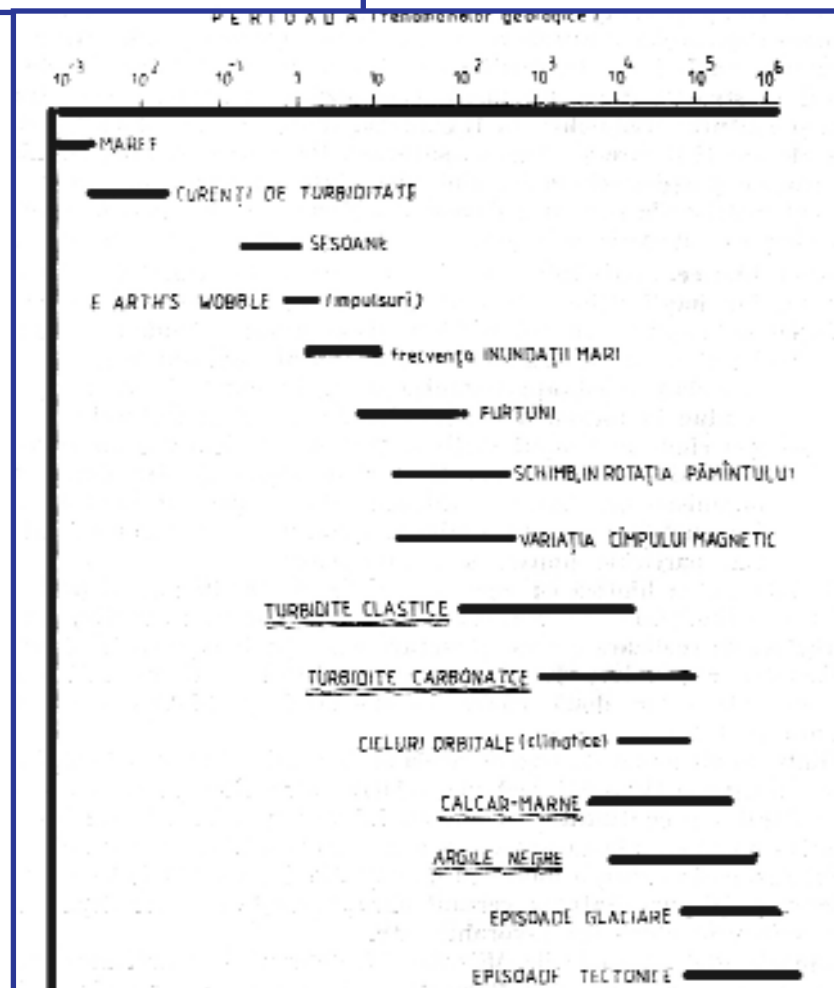 PERIOADA (fenomenelor geologice)
10⁻³ 10⁻² 10⁻¹ 1 10 10² 10³ 10⁴ 10⁵ 10⁶
MAREE
CURENȚI DE TURBIDITATE
SESOANE
EARTH'S WOBBLE (impulsuri)
frecvența INUNDAȚII MARI
FURTUNI
SCHIMB. IN ROTAȚIA PĂMÎNTULUI
VARIAȚIA CÎMPULUI MAGNETIC
TURBIDITE CLASTICE
TURBIDITE CARBONATCE
CICLURI ORBITALE (climatice)
CALCAR-MARNE
ARGILE NEGRE
EPISOADE GLACIARE
EPISOADE TECTONICE